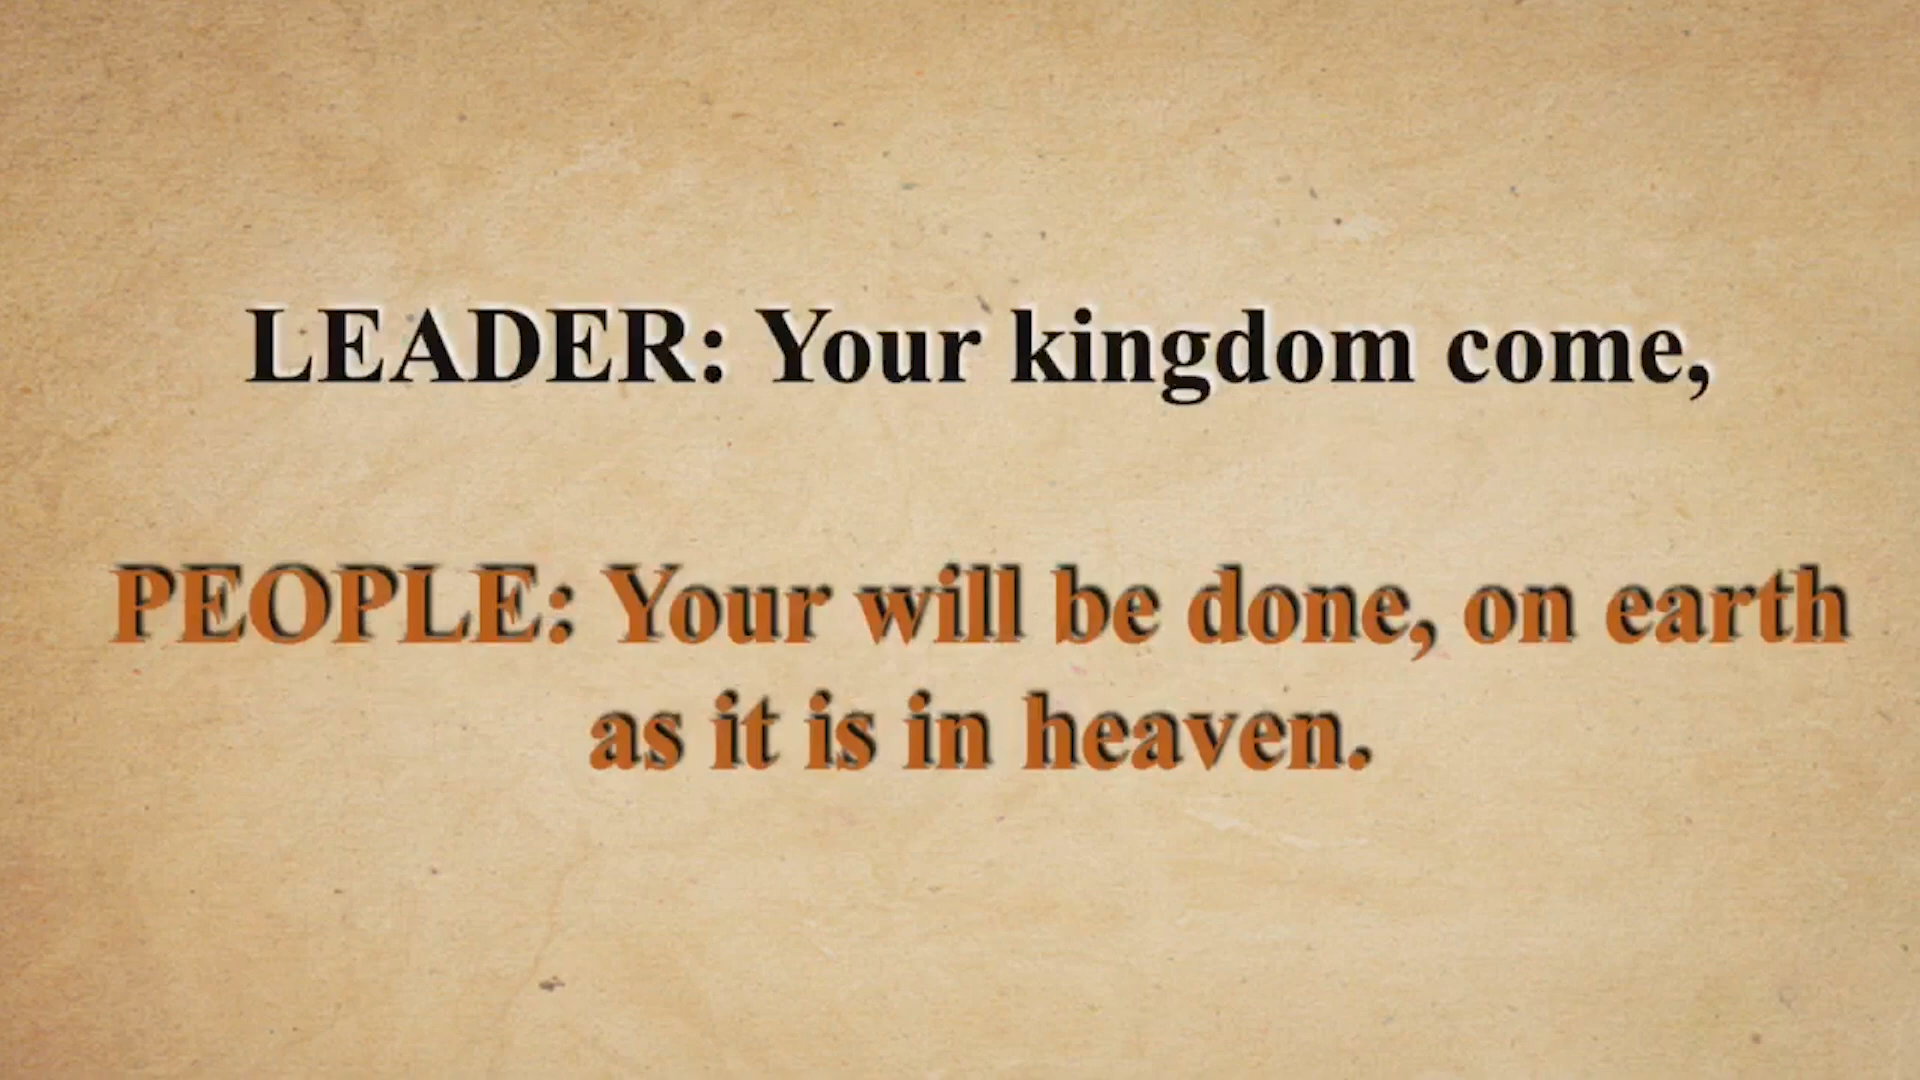 LEADER: Your kingdom come,
PEOPLE: Your will be done, on earth
as it is in heaven.